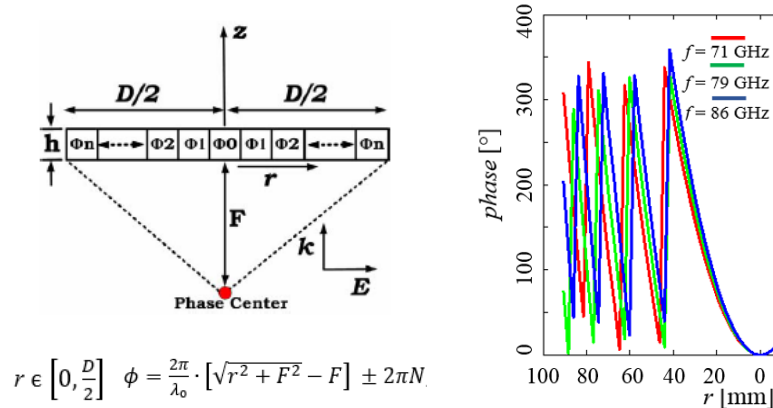 z
D/2 D/2
h
Φn Φ2 Φ1 Φ0 Φ1 Φ2 Φn
r
F
k
E
Phase Center
r ϵ [0, D/2] ϕ = 2π/λ₀ · [√(r² + F²) − F] ± 2πN
400
300
200
100
0
phase [°]
f = 71 GHz
f = 79 GHz
f = 86 GHz
100 80 60 40 20 0
r [mm]